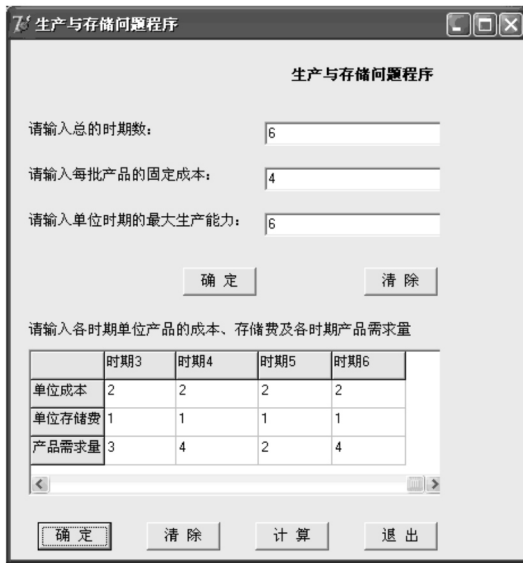 生产与存储问题程序
生产与存储问题程序
请输入总的时期数： 6
请输入每批产品的固定成本： 4
请输入单位时期的最大生产能力： 6
确 定 清 除
请输入各时期单位产品的成本、存储费及各时期产品需求量
时期3 时期4 时期5 时期6
单位成本 2 2 2 2
单位存储费 1 1 1 1
产品需求量 3 4 2 4
确 定 清 除 计 算 退 出